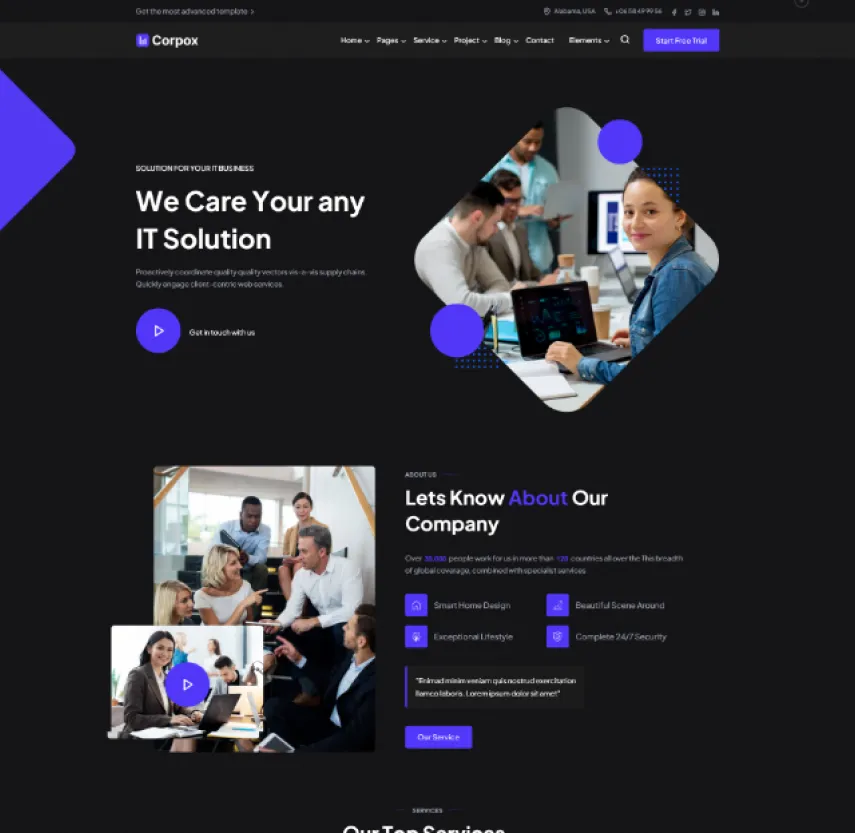 Get the most advanced template >
Alabama, USA
+06 58 49 99 56
Corpox
Home Pages Service Project Blog Contact Elements
Start Free Trial
SOLUTION FOR YOUR IT BUSINESS
We Care Your any
IT Solution
Proactively coordinate quality quality vectors vis-a-vis supply chains.
Quickly engage client-centric web services.
Get in touch with us
ABOUT US
Lets Know About Our
Company
Over 35,000 people work for us in more than 120 countries all over the This breadth
of global coverage, combined with specialist services
Smart Home Design
Beautiful Scene Around
Exceptional Lifestyle
Complete 24/7 Security
"Enimad minim veniam quis nostrud exercitation
llamco laboris. Lorem ipsum dolor sit amet"
Our Service
SERVICES
Our Top Services